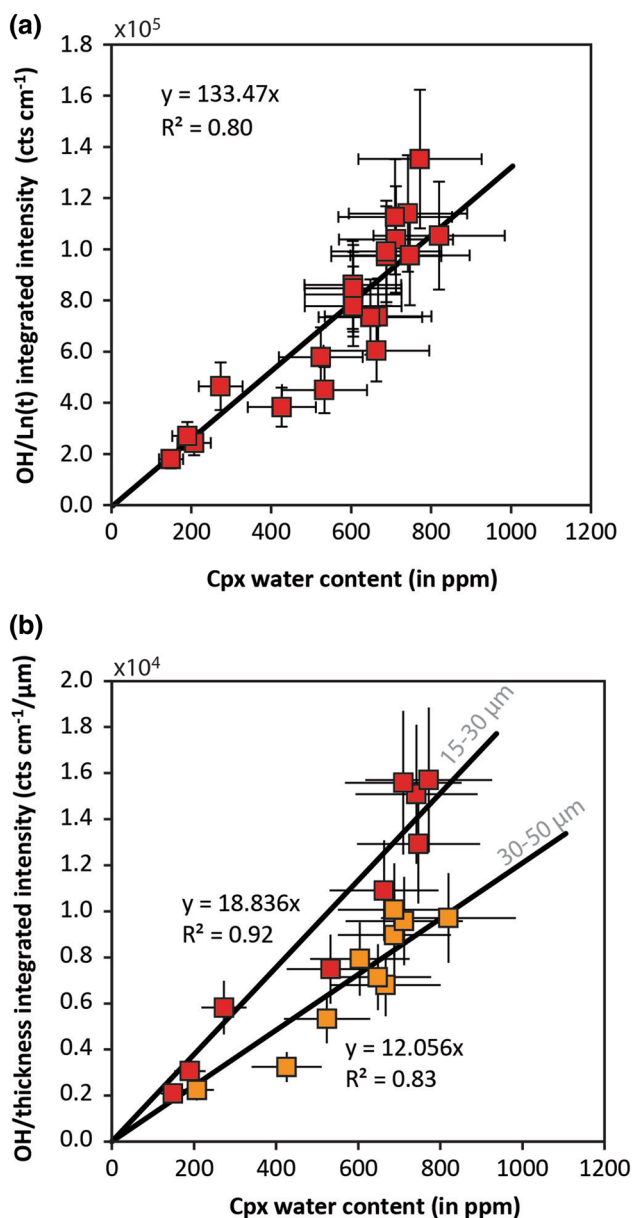 (a)
x10⁵
OH/Ln(t) integrated intensity (cts cm⁻¹)
1.8
1.6
1.4
1.2
1.0
8.0
6.0
4.0
2.0
0.0
y = 133.47x
R² = 0.80
0 200 400 600 800 1000 1200
Cpx water content (in ppm)
(b)
x10⁴
OH/thickness integrated intensity (cts cm⁻¹/µm)
2.0
1.8
1.6
1.4
1.2
1.0
0.8
0.6
0.4
0.2
0.0
15-30 µm
30-50 µm
y = 18.836x
R² = 0.92
y = 12.056x
R² = 0.83
0 200 400 600 800 1000 1200
Cpx water content (in ppm)